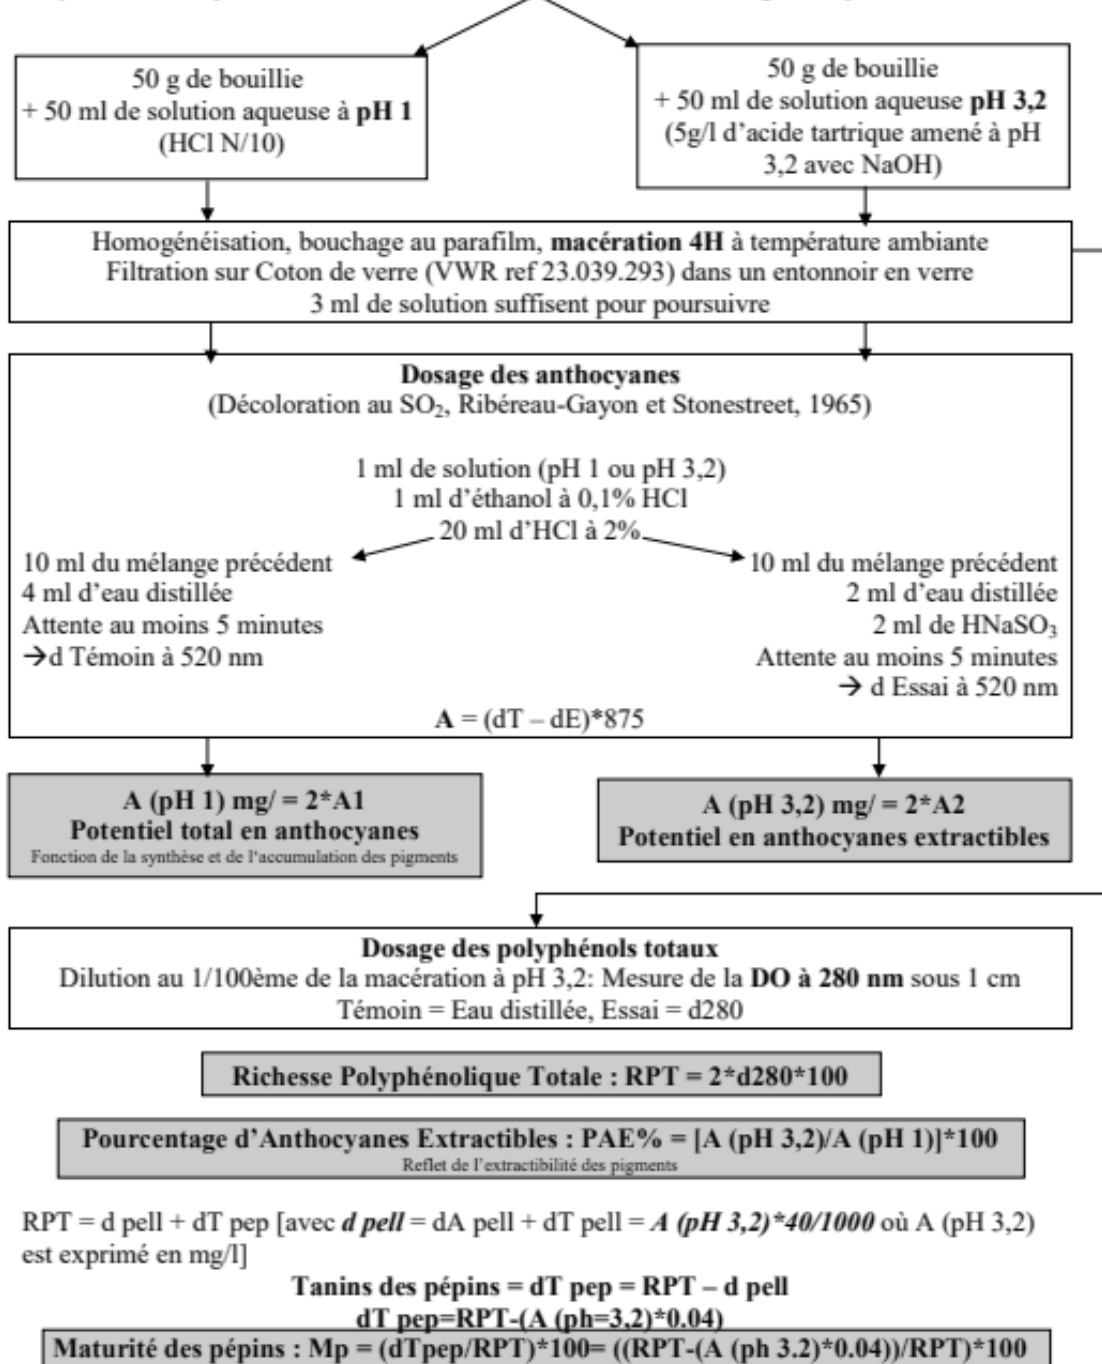 50 g de bouillie
+ 50 ml de solution aqueuse à pH 1
(HCl N/10)
50 g de bouillie
+ 50 ml de solution aqueuse pH 3,2
(5g/l d'acide tartrique amené à pH
3,2 avec NaOH)
Homogénéisation, bouchage au parafilm, macération 4H à température ambiante
Filtration sur Coton de verre (VWR ref 23.039.293) dans un entonnoir en verre
3 ml de solution suffisent pour poursuivre
Dosage des anthocyanes
(Décoloration au SO₂, Ribéreau-Gayon et Stonestreet, 1965)
1 ml de solution (pH 1 ou pH 3,2)
1 ml d'éthanol à 0,1% HCl
20 ml d'HCl à 2%
10 ml du mélange précédent
4 ml d'eau distillée
Attente au moins 5 minutes
→d Témoin à 520 nm
10 ml du mélange précédent
2 ml d'eau distillée
2 ml de HNaSO₃
Attente au moins 5 minutes
→ d Essai à 520 nm
A = (dT – dE)*875
A (pH 1) mg/ = 2*A1
Potentiel total en anthocyanes
Fonction de la synthèse et de l'accumulation des pigments
A (pH 3,2) mg/ = 2*A2
Potentiel en anthocyanes extractibles
Dosage des polyphénols totaux
Dilution au 1/100ème de la macération à pH 3,2: Mesure de la DO à 280 nm sous 1 cm
Témoin = Eau distillée, Essai = d280
Richesse Polyphénolique Totale : RPT = 2*d280*100
Pourcentage d'Anthocyanes Extractibles : PAE% = [A (pH 3,2)/A (pH 1)]*100
Reflet de l'extractibilité des pigments
RPT = d pell + dT pep [avec d pell = dA pell + dT pell = A (pH 3,2)*40/1000 où A (pH 3,2)
est exprimé en mg/l]
Tanins des pépins = dT pep = RPT – d pell
dT pep=RPT-(A (ph=3,2)*0.04)
Maturité des pépins : Mp = (dTpep/RPT)*100= ((RPT-(A (ph 3.2)*0.04))/RPT)*100